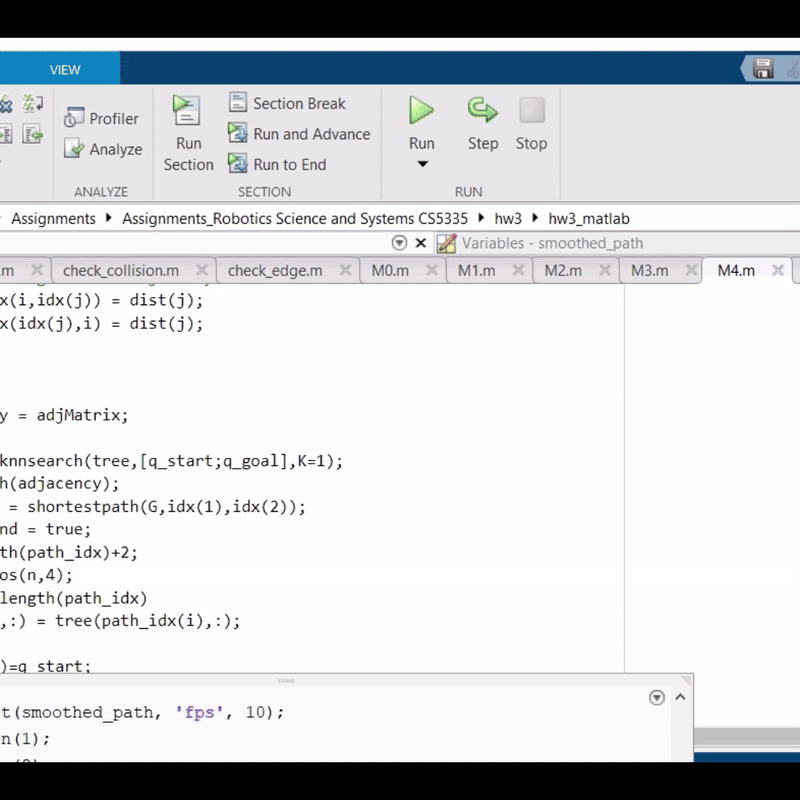 VIEW
Profiler
Analyze
ANALYZE
Run Section
Section Break
Run and Advance
Run to End
SECTION
Run
Step
Stop
RUN
Assignments Assignments_Robotics Science and Systems CS5335 hw3 hw3_matlab
Variables - smoothed_path
.m check_collision.m check_edge.m M0.m M1.m M2.m M3.m M4.m
x(i,idx(j)) = dist(j);
x(idx(j),i) = dist(j);
y = adjMatrix;
knnsearch(tree,[q_start;q_goal],K=1);
h(adjacency);
= shortestpath(G,idx(1),idx(2));
nd = true;
th(path_idx)+2;
os(n,4);
length(path_idx)
,:) = tree(path_idx(i),:);
)=q_start;
t(smoothed_path, 'fps', 10);
n(1);